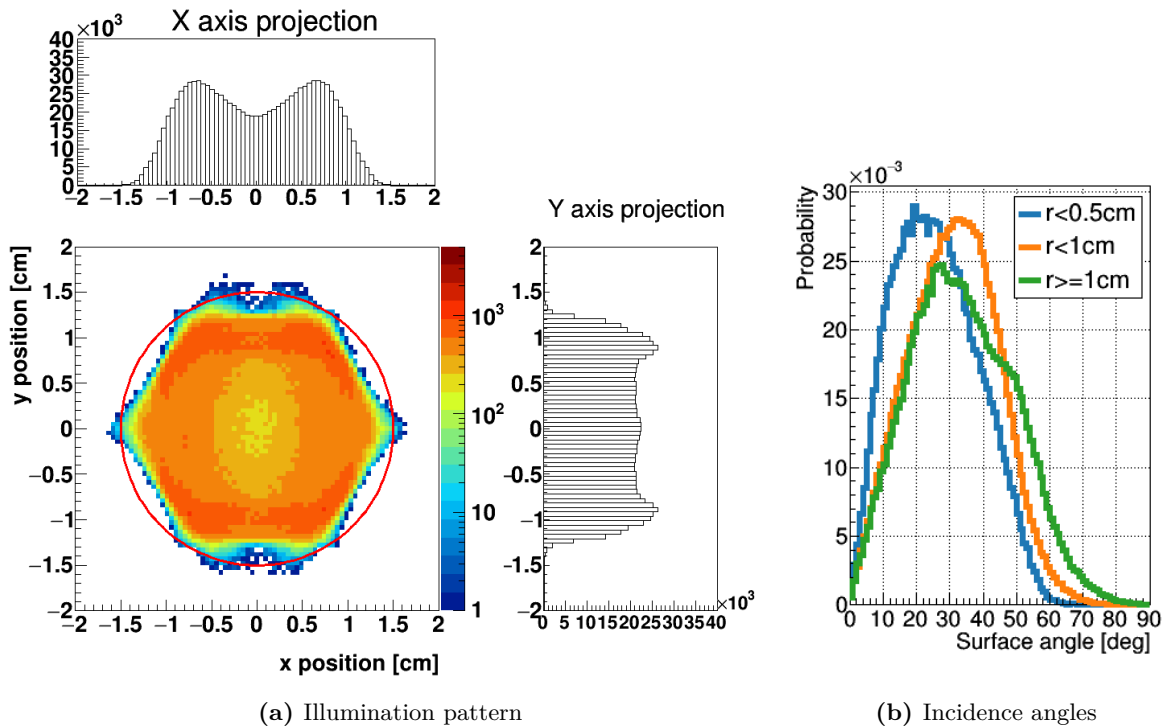 X axis projection
×10³
40
35
30
25
20
15
10
5
0
−2 −1.5 −1 −0.5 0 0.5 1 1.5 2
y position [cm]
2
1.5
1
0.5
0
−0.5
−1
−1.5
−2
−2 −1.5 −1 −0.5 0 0.5 1 1.5 2
x position [cm]
10³
10²
10
1
Y axis projection
2
1.5
1
0.5
0
−0.5
−1
−1.5
−2
×10³
0 5 10 15 20 25 30 35 40
(a) Illumination pattern
×10⁻³
Probability
30
25
20
15
10
5
0
r<0.5cm
r<1cm
r>=1cm
0 10 20 30 40 50 60 70 80 90
Surface angle [deg]
(b) Incidence angles